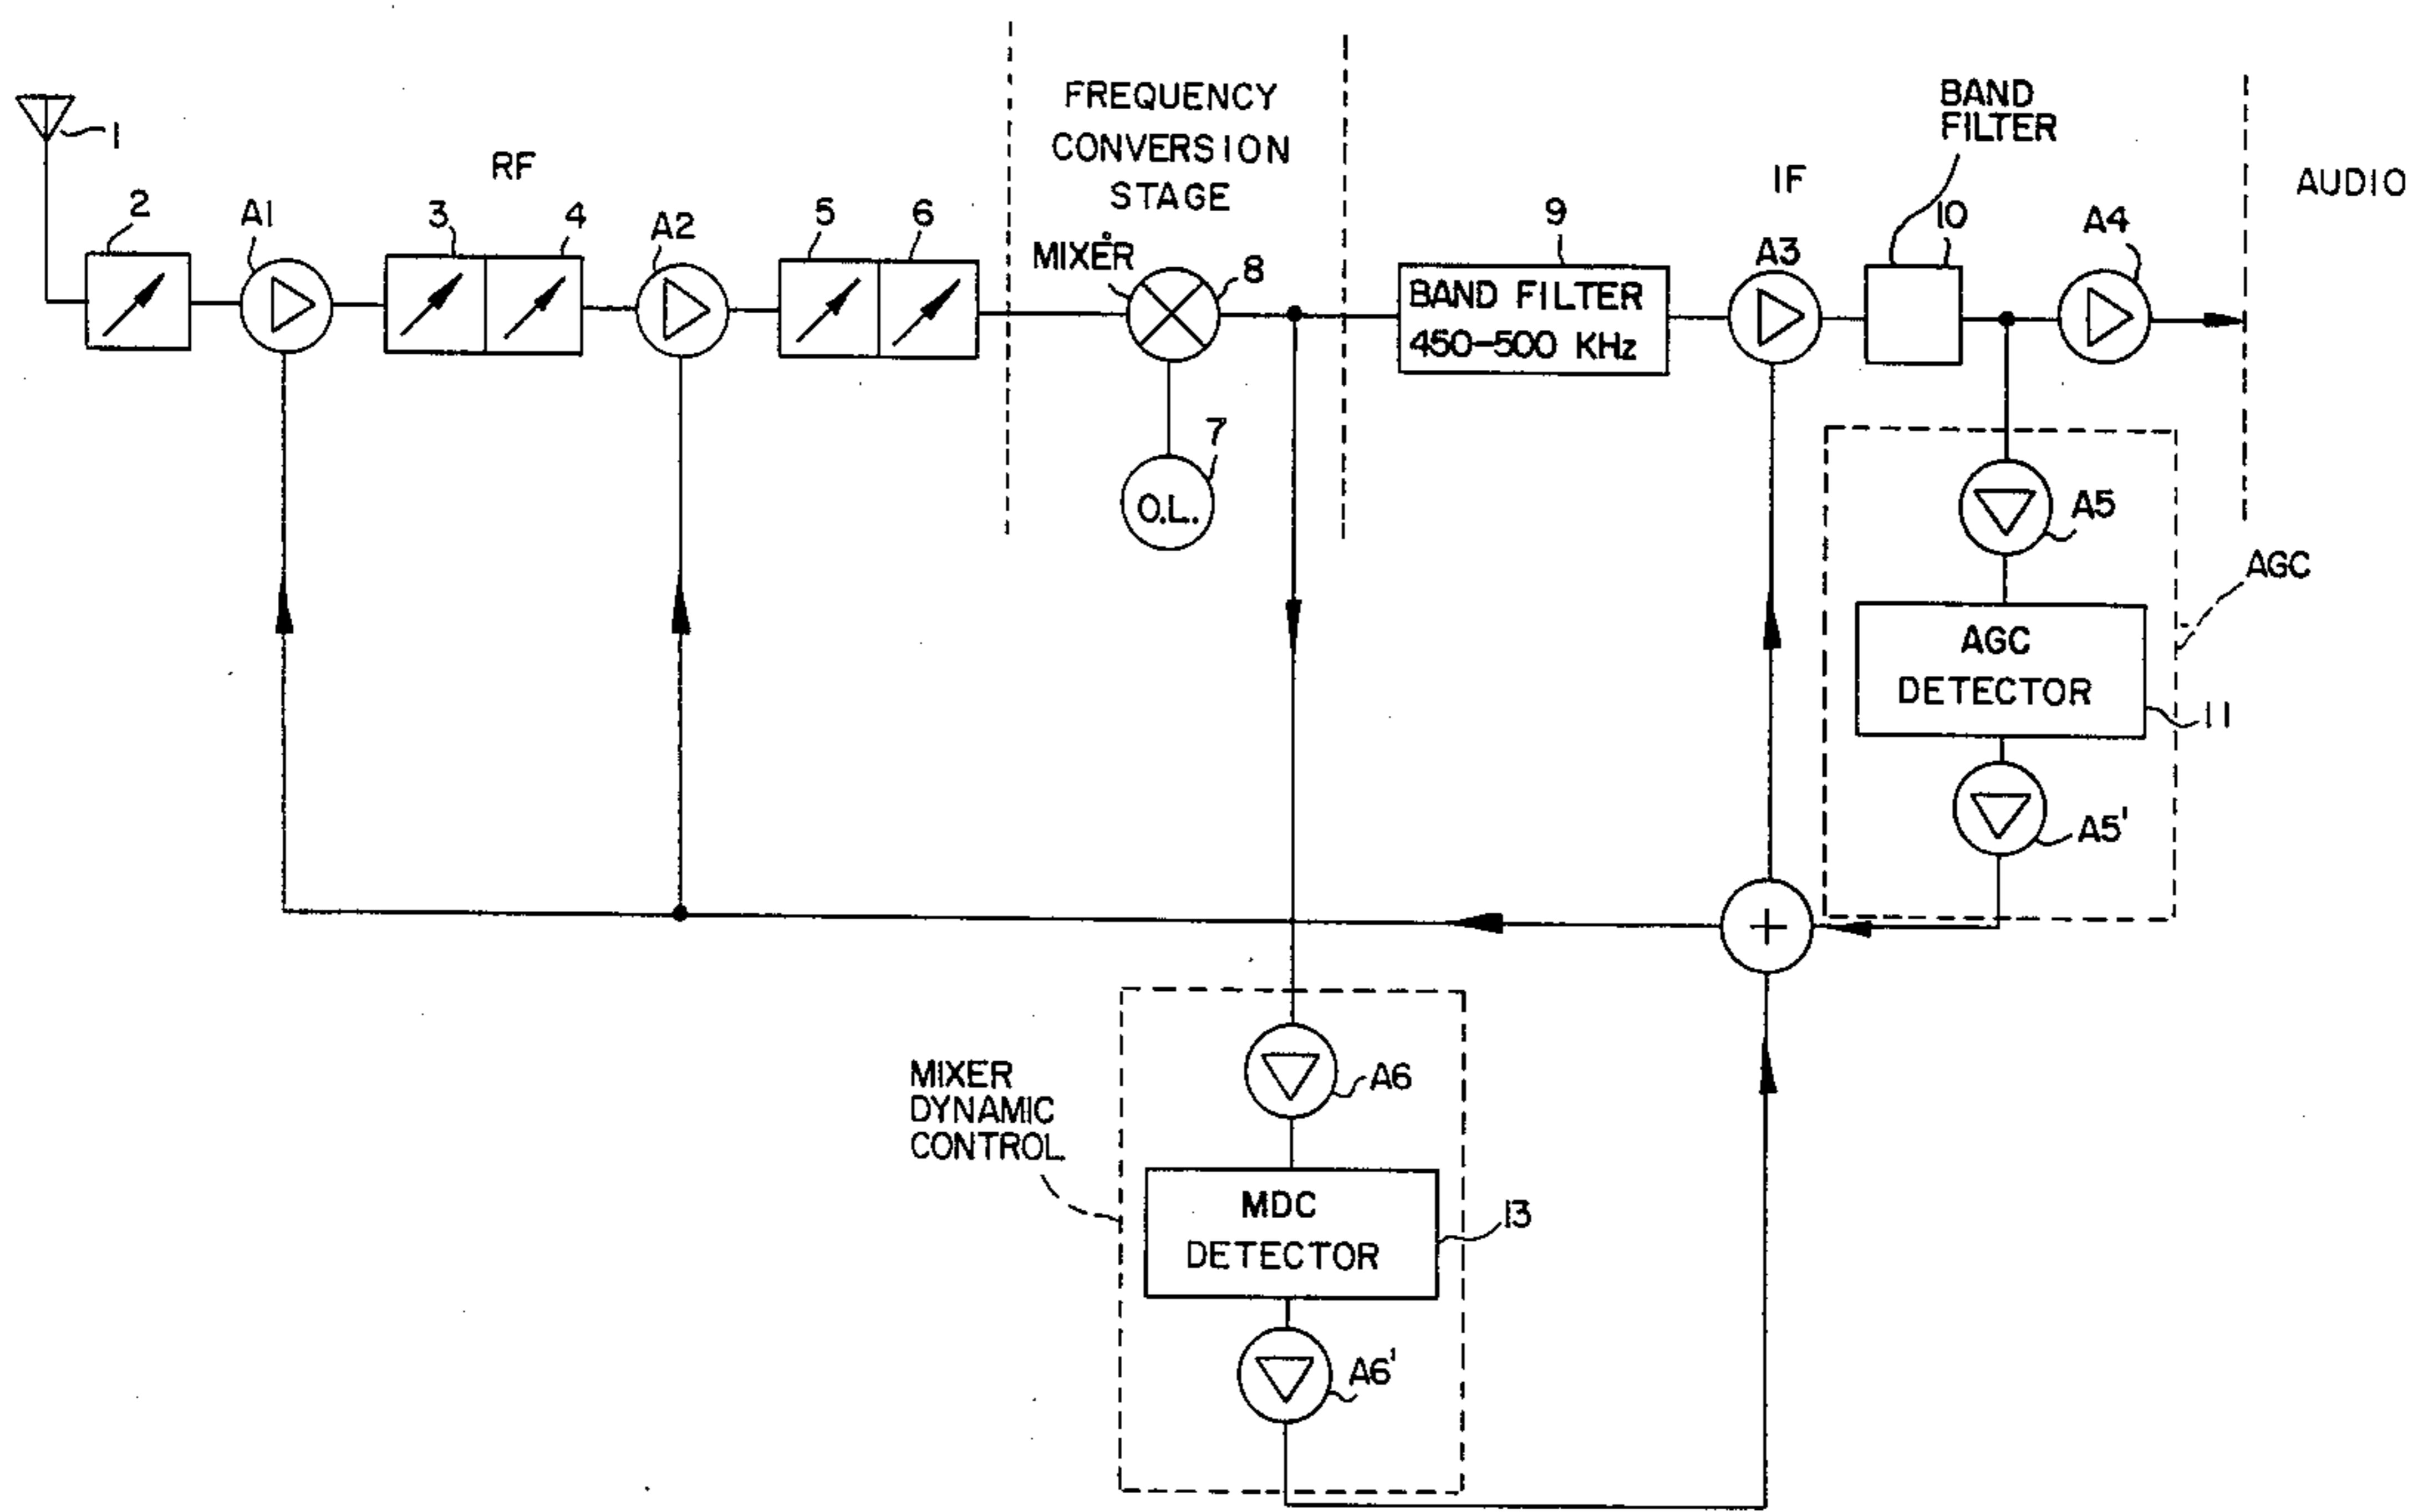 FREQUENCY
CONVERSION
STAGE
BAND
FILTER
1
RF
IF
AUDIO
2
A1
3
4
A2
5
6
MIXER
8
9
A3
10
A4
BAND FILTER
450-500 KHz
7
O.L.
A5
AGC
AGC
DETECTOR
11
A5'
+
MIXER
DYNAMIC
CONTROL
A6
MDC
DETECTOR
13
A6'